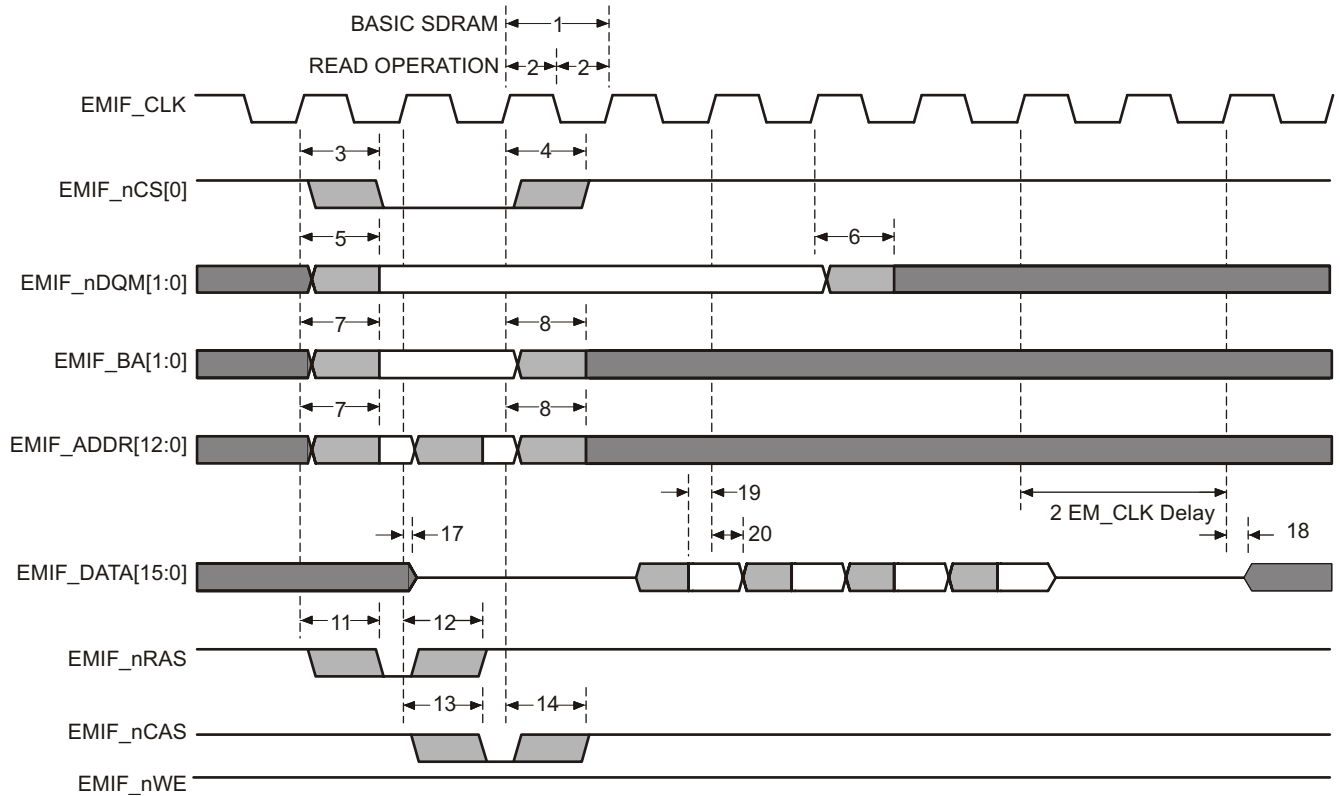 BASIC SDRAM 1
READ OPERATION 2 2
EMIF_CLK
3 4
EMIF_nCS[0]
5 6
EMIF_nDQM[1:0]
7 8
EMIF_BA[1:0]
7 8
EMIF_ADDR[12:0]
19
2 EM_CLK Delay
17 20 18
EMIF_DATA[15:0]
11 12
EMIF_nRAS
13 14
EMIF_nCAS
EMIF_nWE